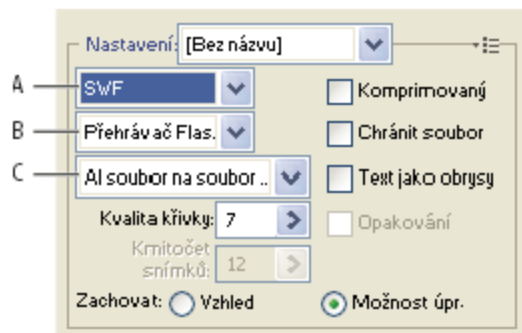 Nastavení: [Bez názvu]
A SWF Komprimovaný
B Přehrávač Flas. Chránit soubor
C AI soubor na soubor .. Text jako obrysy
Kvalita křivky: 7 Opakování
Kmitočet
snímků: 12
Zachovat: Vzhled Možnost úpr.